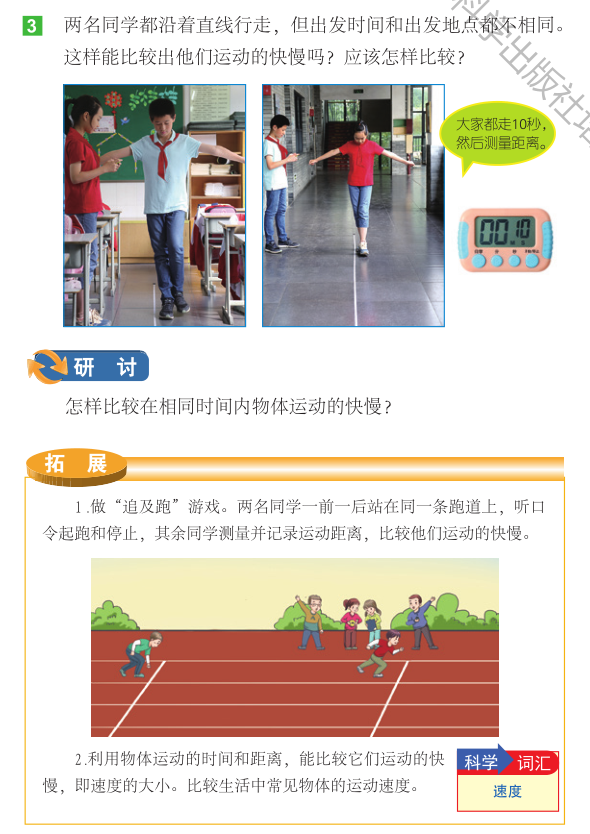 3 两名同学都沿着直线行走，但出发时间和出发地点都不相同。
这样能比较出他们运动的快慢吗？应该怎样比较？
科学出版社
大家都走10秒，
然后测量距离。
00 10
研 讨
怎样比较在相同时间内物体运动的快慢？
拓 展
1.做“追及跑”游戏。两名同学一前一后站在同一条跑道上，听口
令起跑和停止，其余同学测量并记录运动距离，比较他们运动的快慢。
2.利用物体运动的时间和距离，能比较它们运动的快
慢，即速度的大小。比较生活中常见物体的运动速度。
科学 词汇
速度